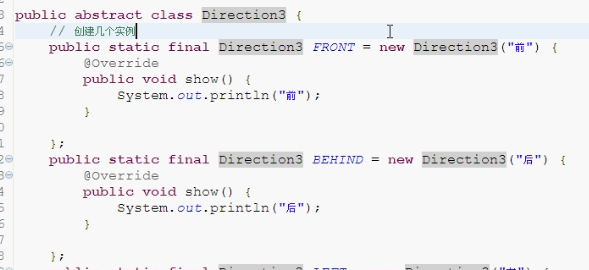 public abstract class Direction3 {
// 创建几个实例
public static final Direction3 FRONT = new Direction3("前") {
@Override
public void show() {
System.out.println("前");
}
};
public static final Direction3 BEHIND = new Direction3("后") {
@Override
public void show() {
System.out.println("后");
}
};